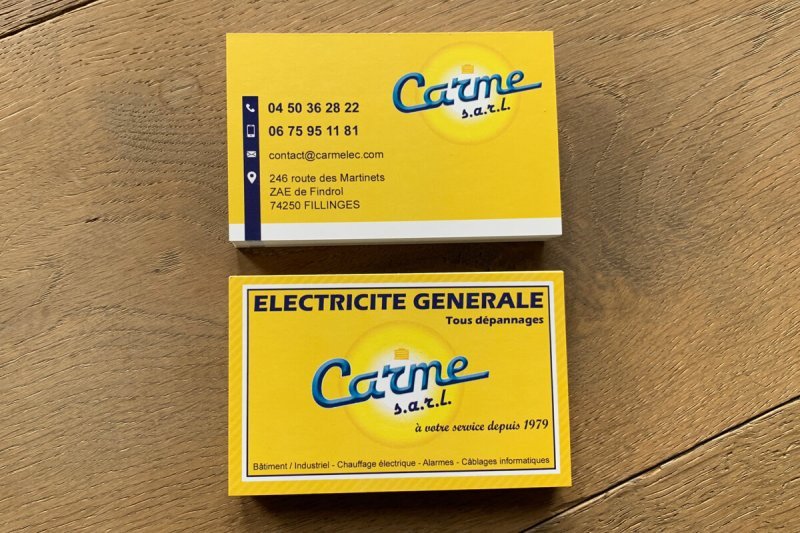 Carme
s.a.r.l.
04 50 36 28 22
06 75 95 11 81
contact@carmelec.com
246 route des Martinets
ZAE de Findrol
74250 FILLINGES
ELECTRICITE GENERALE
Tous dépannages
Carme
s.a.r.l.
à votre service depuis 1979
Bâtiment / Industriel - Chauffage électrique - Alarmes - Câblages informatiques